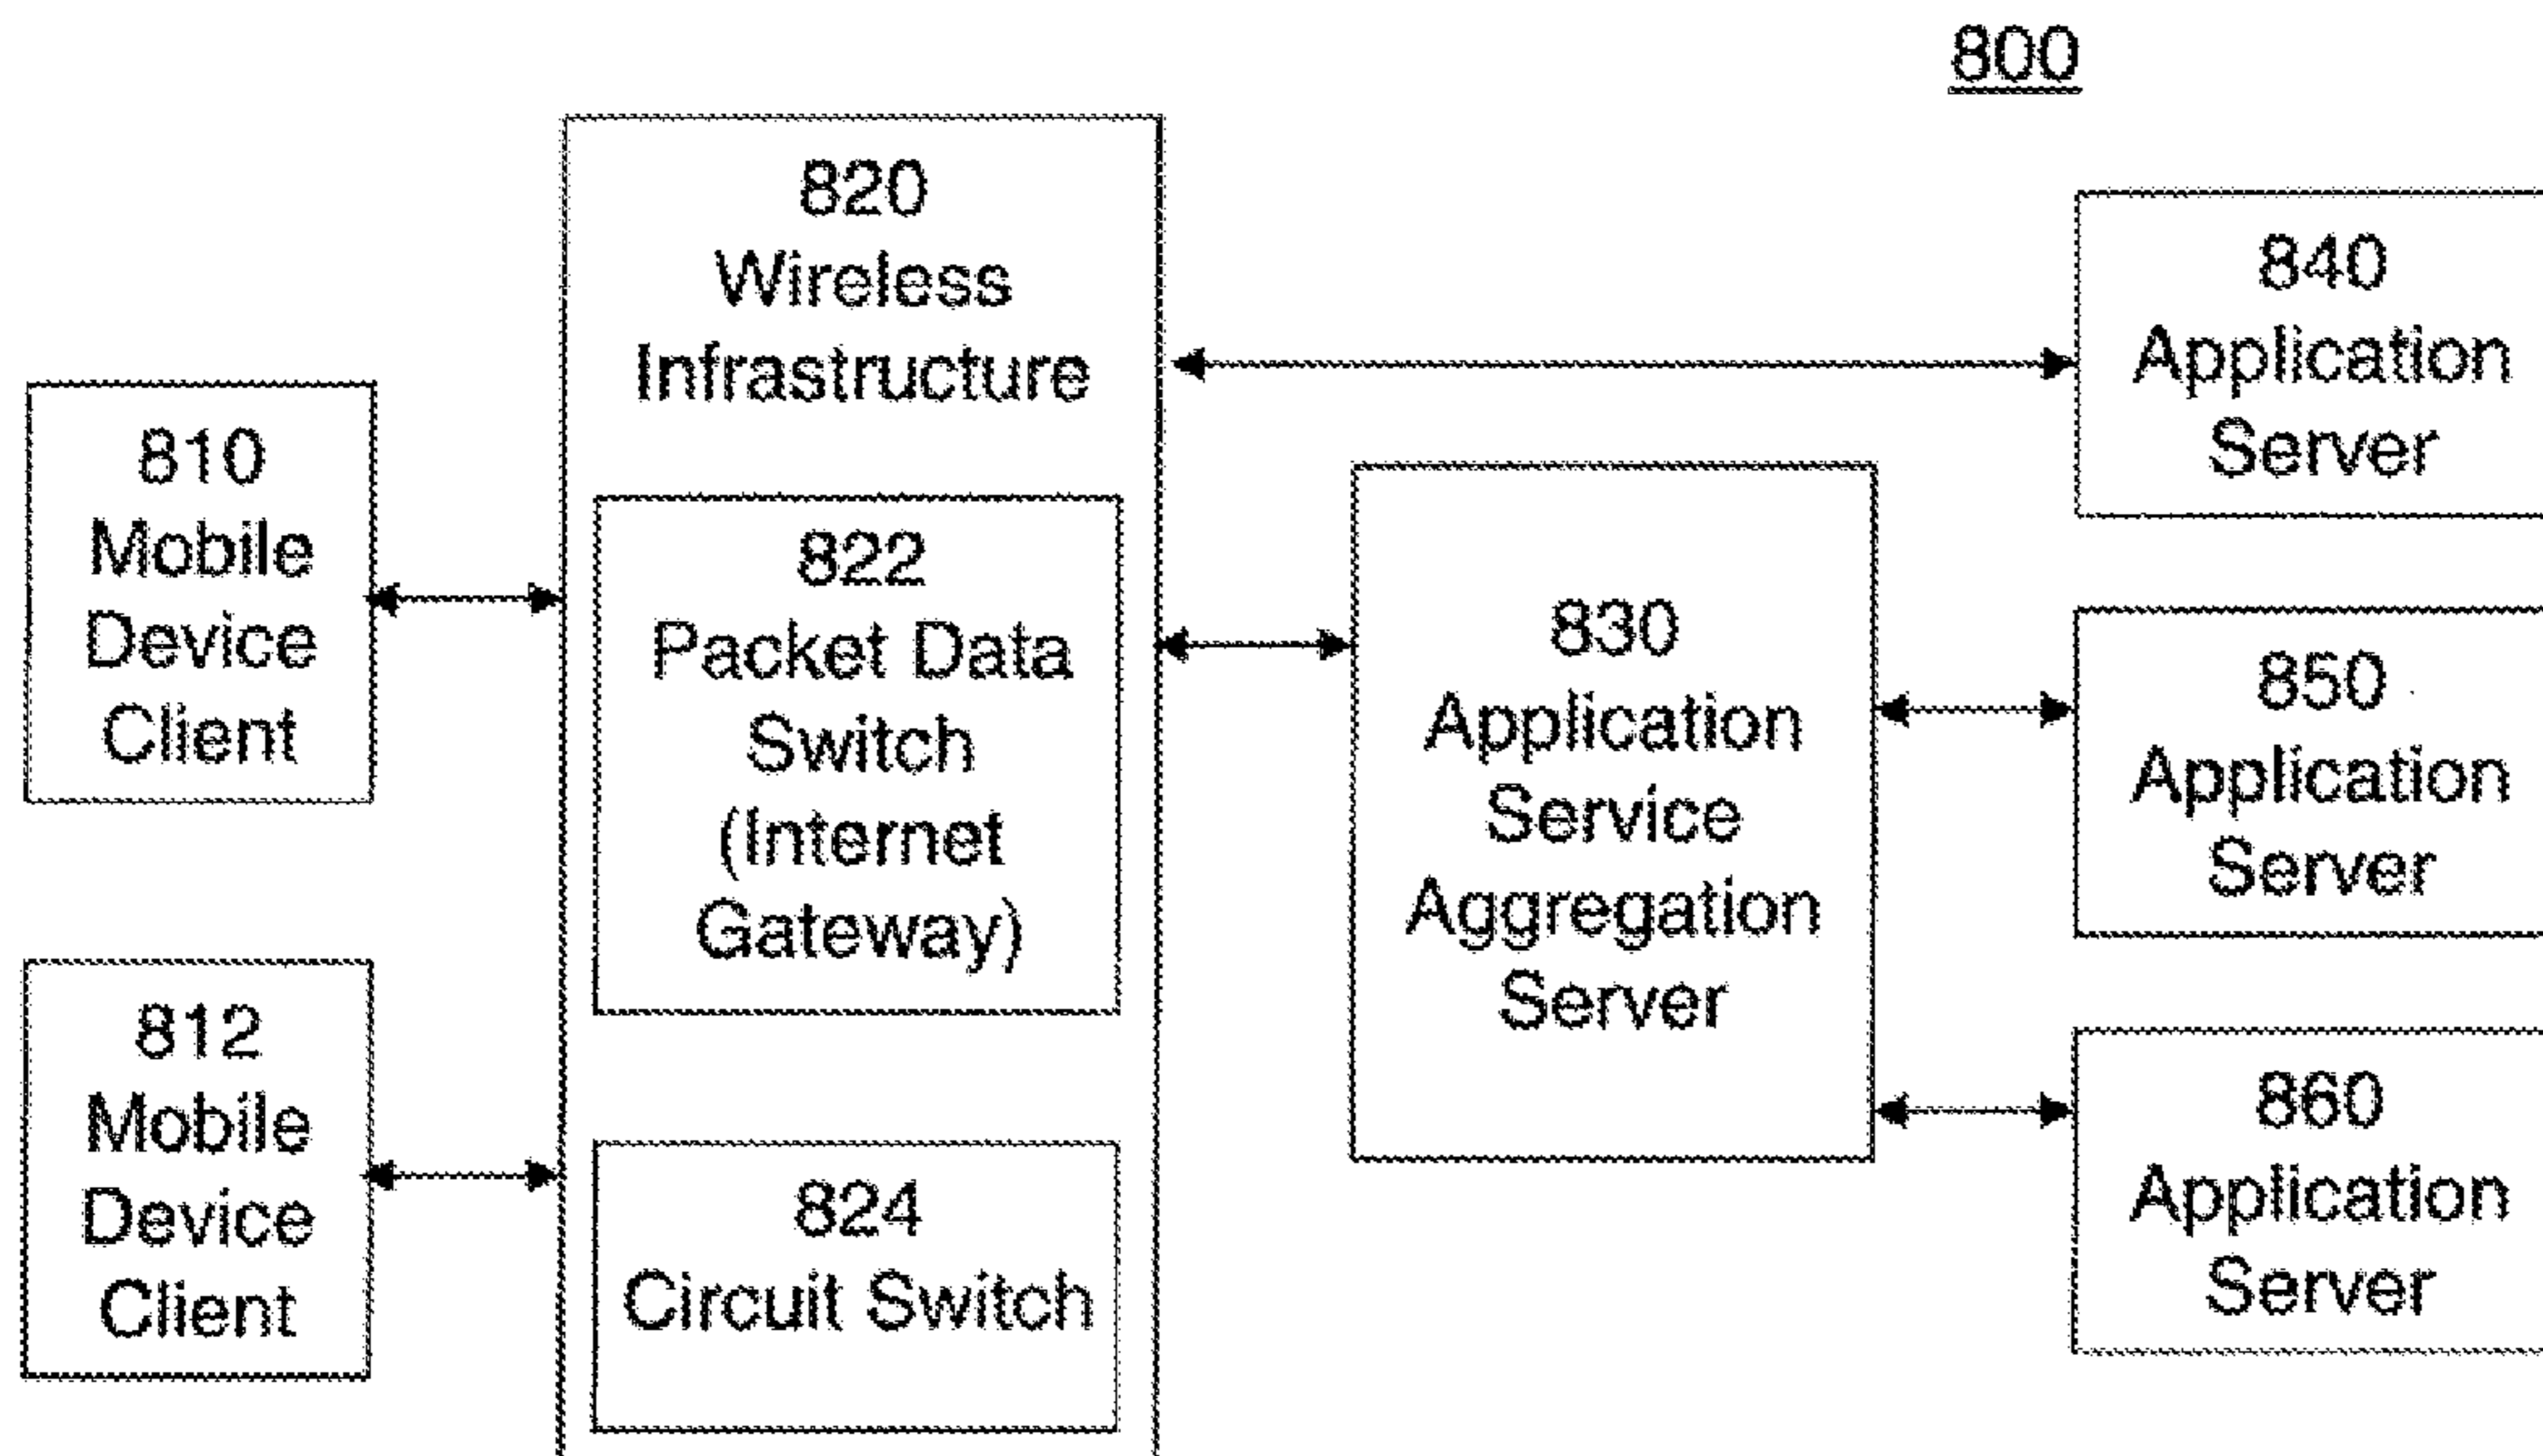 800
820
Wireless
Infrastructure
822
Packet Data
Switch
(Internet
Gateway)
824
Circuit Switch
810
Mobile
Device
Client
812
Mobile
Device
Client
830
Application
Service
Aggregation
Server
840
Application
Server
850
Application
Server
860
Application
Server